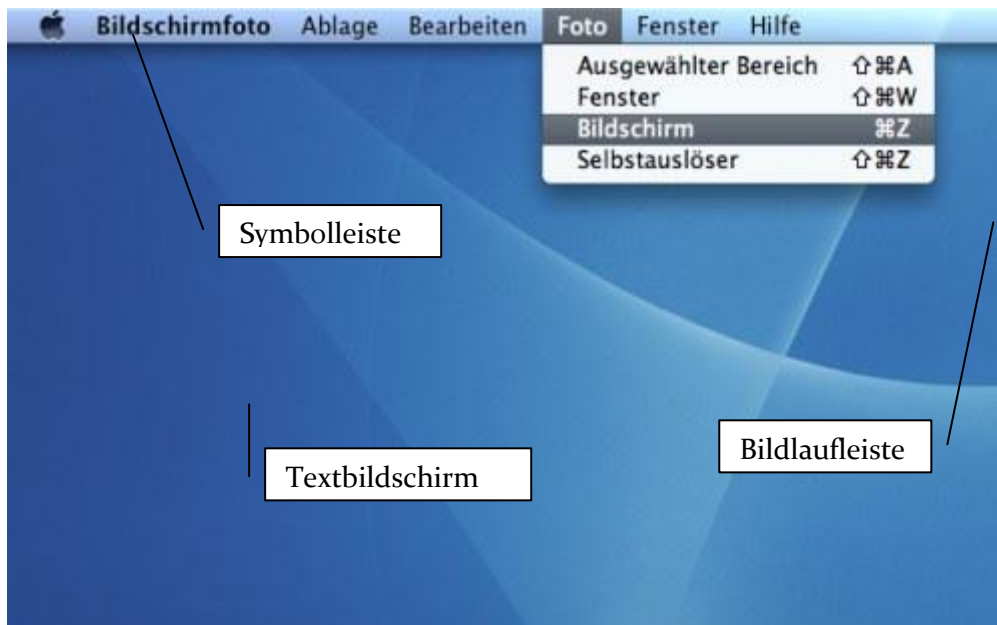 Bildschirmfoto Ablage Bearbeiten Foto Fenster Hilfe
Ausgewählter Bereich ⇧⌘A
Fenster ⇧⌘W
Bildschirm ⌘Z
Selbstauslöser ⇧⌘Z
Symbolleiste
Bildlaufleiste
Textbildschirm